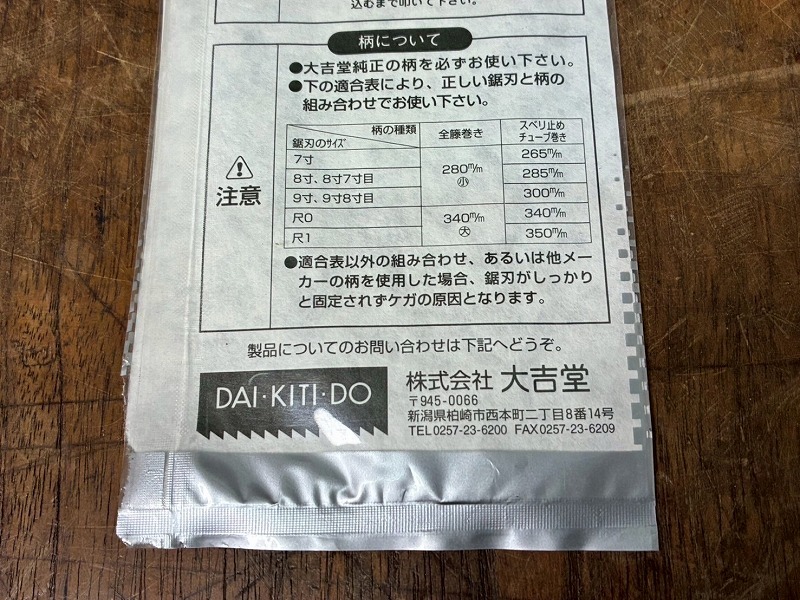 込むまで叩いて下さい。
柄について
●大吉堂純正の柄を必ずお使い下さい。
●下の適合表により、正しい鋸刃と柄の
組み合わせでお使い下さい。
柄の種類
鋸刃のサイズ
全藤巻き
スベリ止め
チューブ巻き
7寸
280m/m
小
265m/m
8寸、8寸7寸目
285m/m
9寸、9寸8寸目
300m/m
尺0
340m/m
大
340m/m
尺1
350m/m
注意
●適合表以外の組み合わせ、あるいは他メー
カーの柄を使用した場合、鋸刃がしっかり
と固定されずケガの原因となります。
製品についてのお問い合わせは下記へどうぞ。
DAI・KITI・DO
株式会社 大吉堂
〒945-0066
新潟県柏崎市西本町二丁目8番14号
TEL0257-23-6200 FAX0257-23-6209